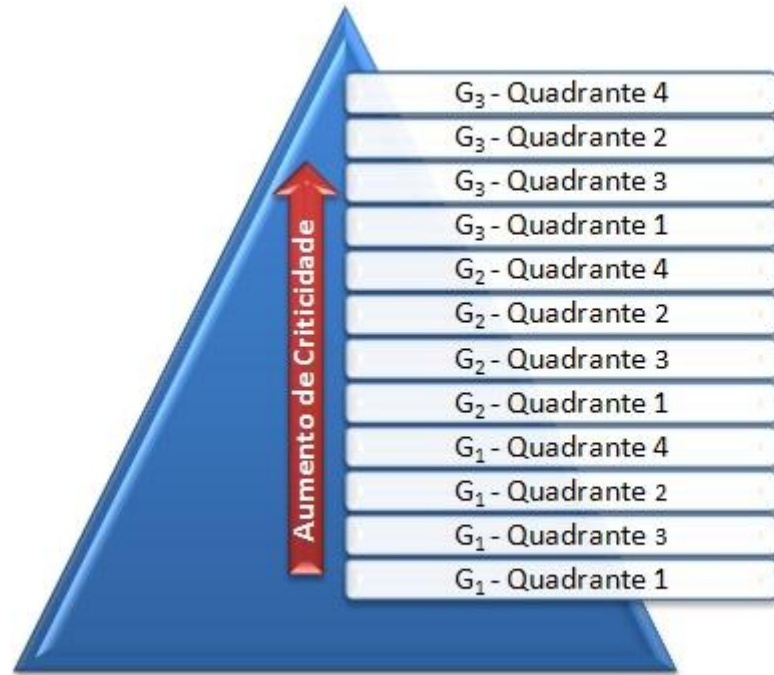 G₃ - Quadrante 4
G₃ - Quadrante 2
G₃ - Quadrante 3
G₃ - Quadrante 1
G₂ - Quadrante 4
G₂ - Quadrante 2
G₂ - Quadrante 3
G₂ - Quadrante 1
G₁ - Quadrante 4
G₁ - Quadrante 2
G₁ - Quadrante 3
G₁ - Quadrante 1
Aumento de Criticidade